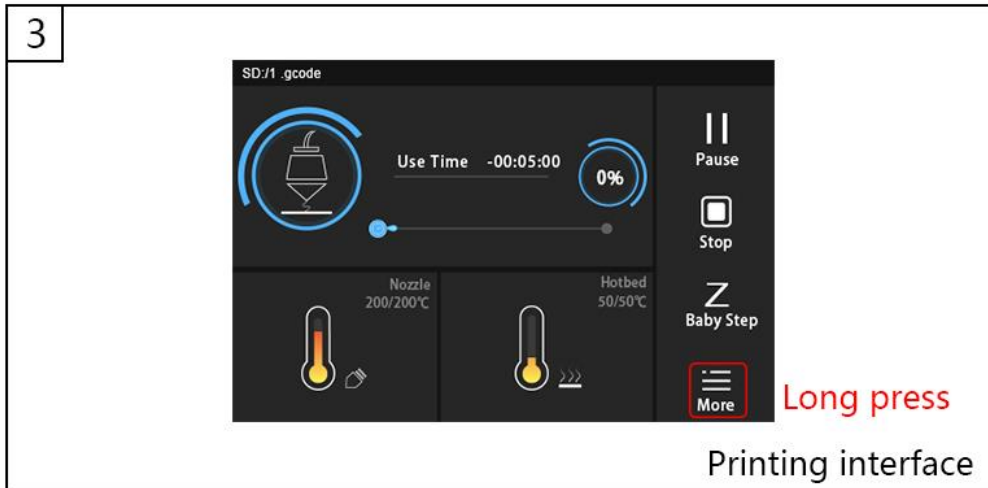 3
SD:/1 .gcode
Use Time -00:05:00
0%
Pause
Stop
Z
Baby Step
Nozzle
200/200℃
Hotbed
50/50℃
More
Long press
Printing interface